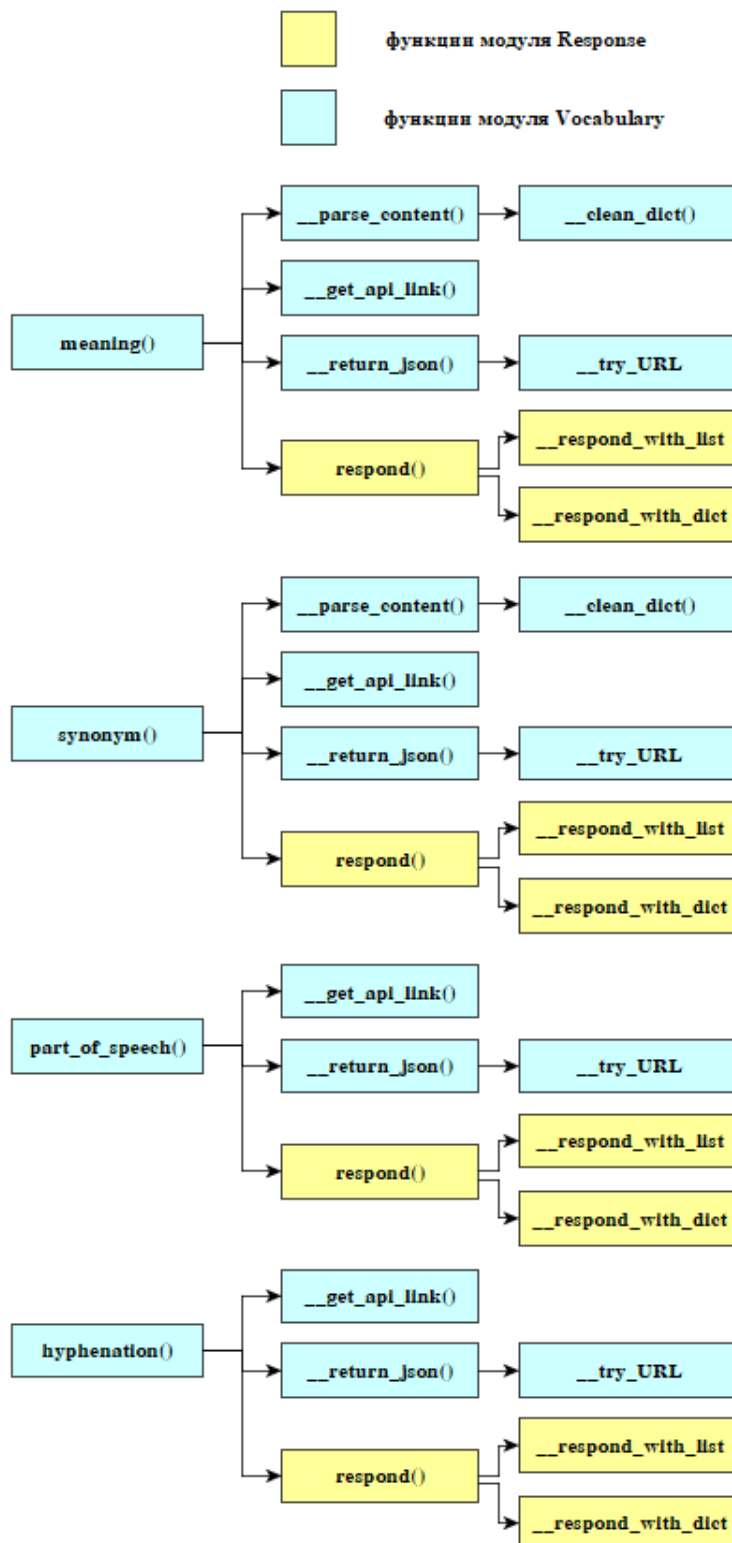 функции модуля Response
функции модуля Vocabulary
__parse_content()
__clean_dict()
__get_api_link()
meaning()
__return_json()
__try_URL
__respond_with_list
respond()
__respond_with_dict
__parse_content()
__clean_dict()
__get_api_link()
synonym()
__return_json()
__try_URL
__respond_with_list
respond()
__respond_with_dict
__get_api_link()
part_of_speech()
__return_json()
__try_URL
__respond_with_list
respond()
__respond_with_dict
__get_api_link()
hyphenation()
__return_json()
__try_URL
__respond_with_list
respond()
__respond_with_dict